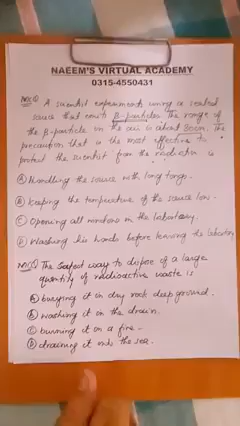 NAEEM'S VIRTUAL ACADEMY
0315-4550431
MCQ A scientist experiments using a sealed
source that emits β-particles. The range of
the β-particle in the air is about 30cm. The
precaution that is the most effective to
protect the scientist from the radiation is
A Handling the source with long tongs.
B Keeping the temperature of the source low.
C Opening all windows in the laboratory.
D Washing his hands before leaving the laboratory
MCQ The Safest way to dispose of a large
quantity of radioactive waste is
A burying it in dry rock deep ground.
B washing it in the drain.
C burning it on a fire.
D draining it into the sea.